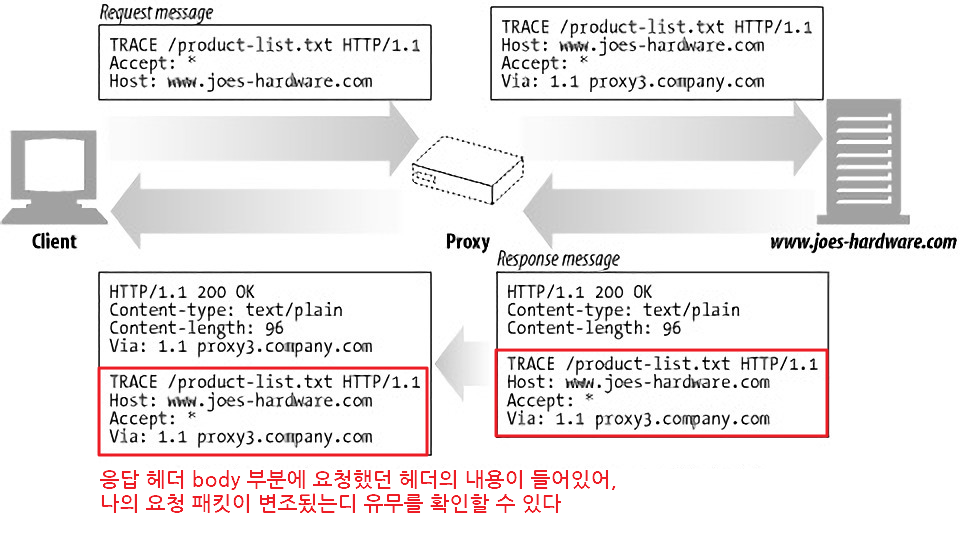 Request message
TRACE /product-list.txt HTTP/1.1
Accept: *
Host: www.joes-hardware.com
TRACE /product-list.txt HTTP/1.1
Host: www.joes-hardware.com
Accept: *
Via: 1.1 proxy3.company.com
Client
Proxy
www.joes-hardware.com
Response message
HTTP/1.1 200 OK
Content-type: text/plain
Content-length: 96
Via: 1.1 proxy3.company.com
TRACE /product-list.txt HTTP/1.1
Host: www.joes-hardware.com
Accept: *
Via: 1.1 proxy3.company.com
HTTP/1.1 200 OK
Content-type: text/plain
Content-length: 96
TRACE /product-list.txt HTTP/1.1
Host: www.joes-hardware.com
Accept: *
Via: 1.1 proxy3.company.com
응답 헤더 body 부분에 요청했던 헤더의 내용이 들어있어,
나의 요청 패킷이 변조됬는디 유무를 확인할 수 있다